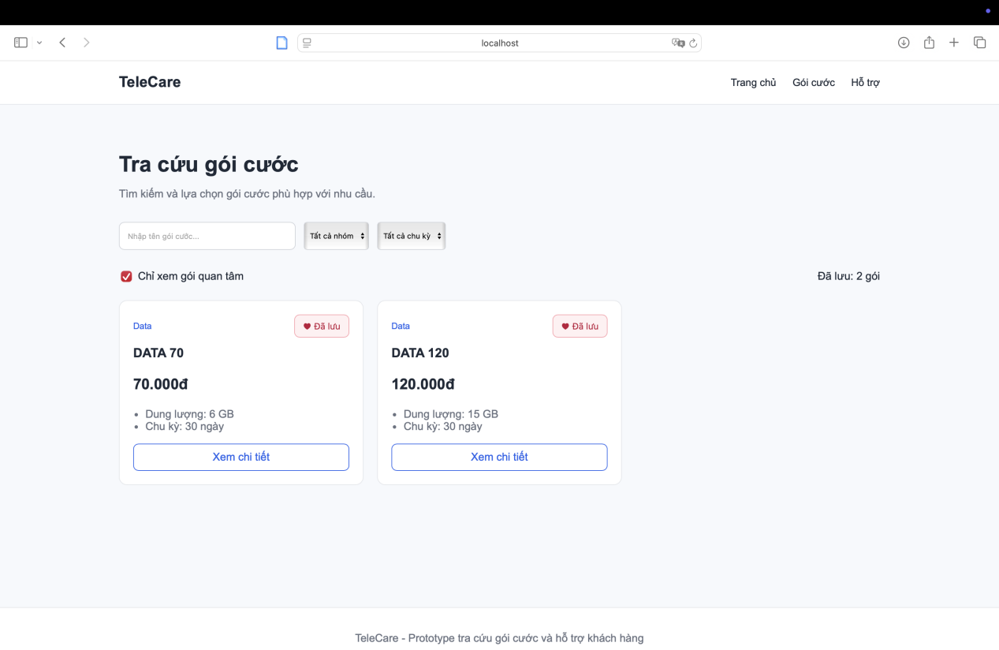 localhost
TeleCare
Trang chủ Gói cước Hỗ trợ
Tra cứu gói cước
Tìm kiếm và lựa chọn gói cước phù hợp với nhu cầu.
Nhập tên gói cước... Tất cả nhóm Tất cả chu kỳ
Chỉ xem gói quan tâm Đã lưu: 2 gói
Data Đã lưu
DATA 70
70.000đ
Dung lượng: 6 GB
Chu kỳ: 30 ngày
Xem chi tiết
Data Đã lưu
DATA 120
120.000đ
Dung lượng: 15 GB
Chu kỳ: 30 ngày
Xem chi tiết
TeleCare - Prototype tra cứu gói cước và hỗ trợ khách hàng